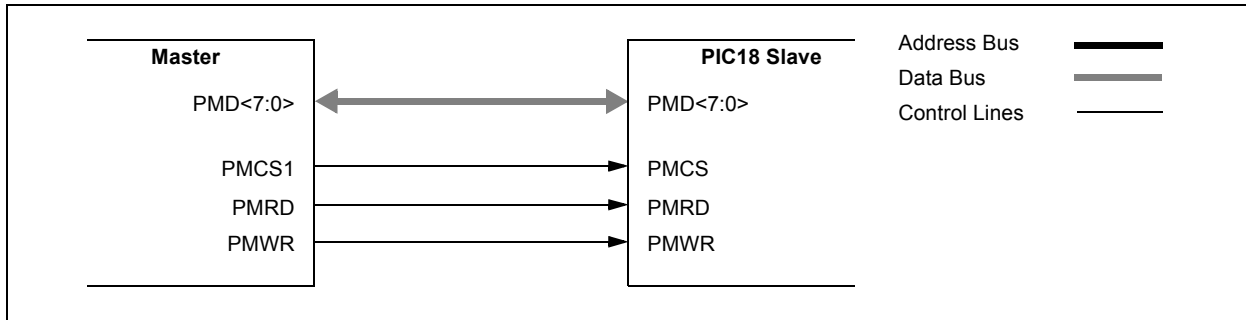 Master
PMD<7:0>
PMCS1
PMRD
PMWR
PIC18 Slave
PMD<7:0>
PMCS
PMRD
PMWR
Address Bus
Data Bus
Control Lines